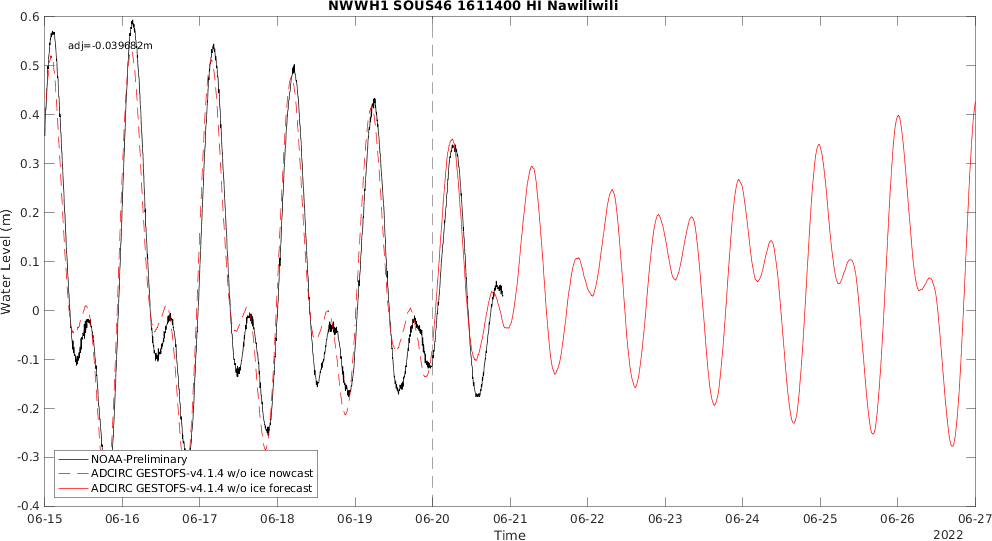 NWWH1 SOUS46 1611400 HI Nawiliwili
adj=-0.039682m
0.6
0.5
0.4
0.3
0.2
0.1
0
-0.1
-0.2
-0.3
-0.4
Water Level (m)
NOAA-Preliminary
ADCIRC GESTOFS-v4.1.4 w/o ice nowcast
ADCIRC GESTOFS-v4.1.4 w/o ice forecast
06-15 06-16 06-17 06-18 06-19 06-20 06-21 06-22 06-23 06-24 06-25 06-26 06-27
Time
2022